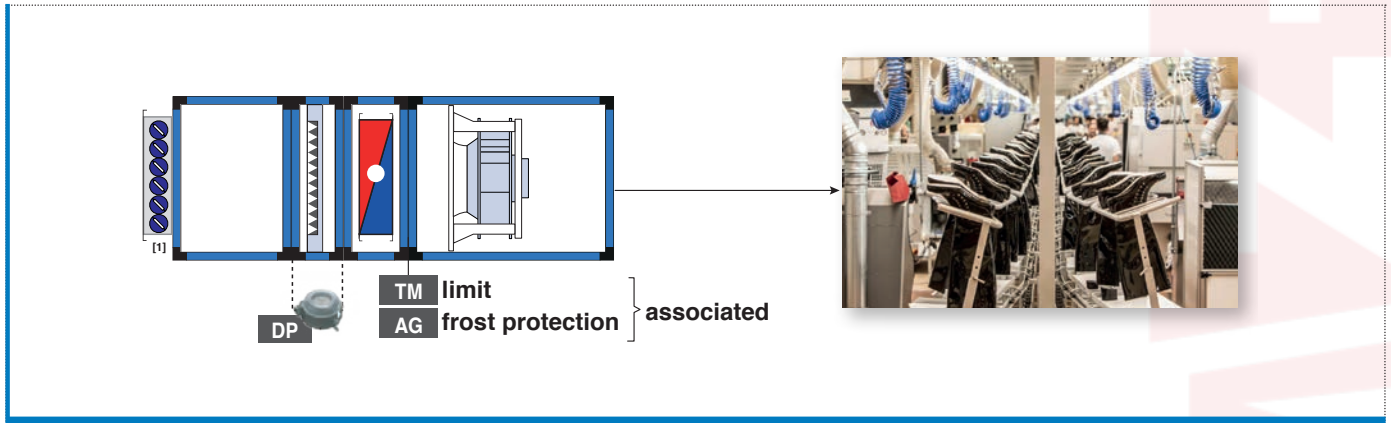 [1]
TM limit
AG frost protection
associated
DP